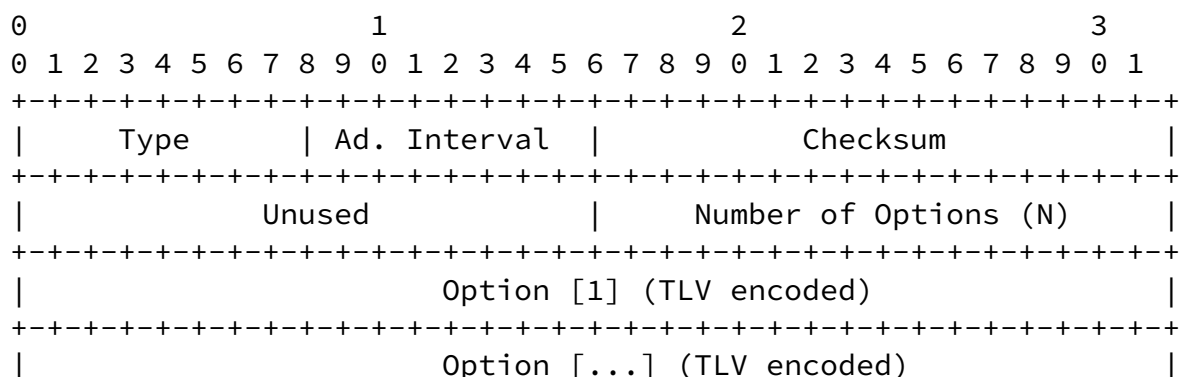 0                   1                   2                   3
0 1 2 3 4 5 6 7 8 9 0 1 2 3 4 5 6 7 8 9 0 1 2 3 4 5 6 7 8 9 0 1
+-+-+-+-+-+-+-+-+-+-+-+-+-+-+-+-+-+-+-+-+-+-+-+-+-+-+-+-+-+-+-+-+
|     Type      | Ad. Interval  |           Checksum            |
+-+-+-+-+-+-+-+-+-+-+-+-+-+-+-+-+-+-+-+-+-+-+-+-+-+-+-+-+-+-+-+-+
|             Unused            |     Number of Options (N)     |
+-+-+-+-+-+-+-+-+-+-+-+-+-+-+-+-+-+-+-+-+-+-+-+-+-+-+-+-+-+-+-+-+
|                       Option [1] (TLV encoded)                |
+-+-+-+-+-+-+-+-+-+-+-+-+-+-+-+-+-+-+-+-+-+-+-+-+-+-+-+-+-+-+-+-+
|                       Option [...] (TLV encoded)              |